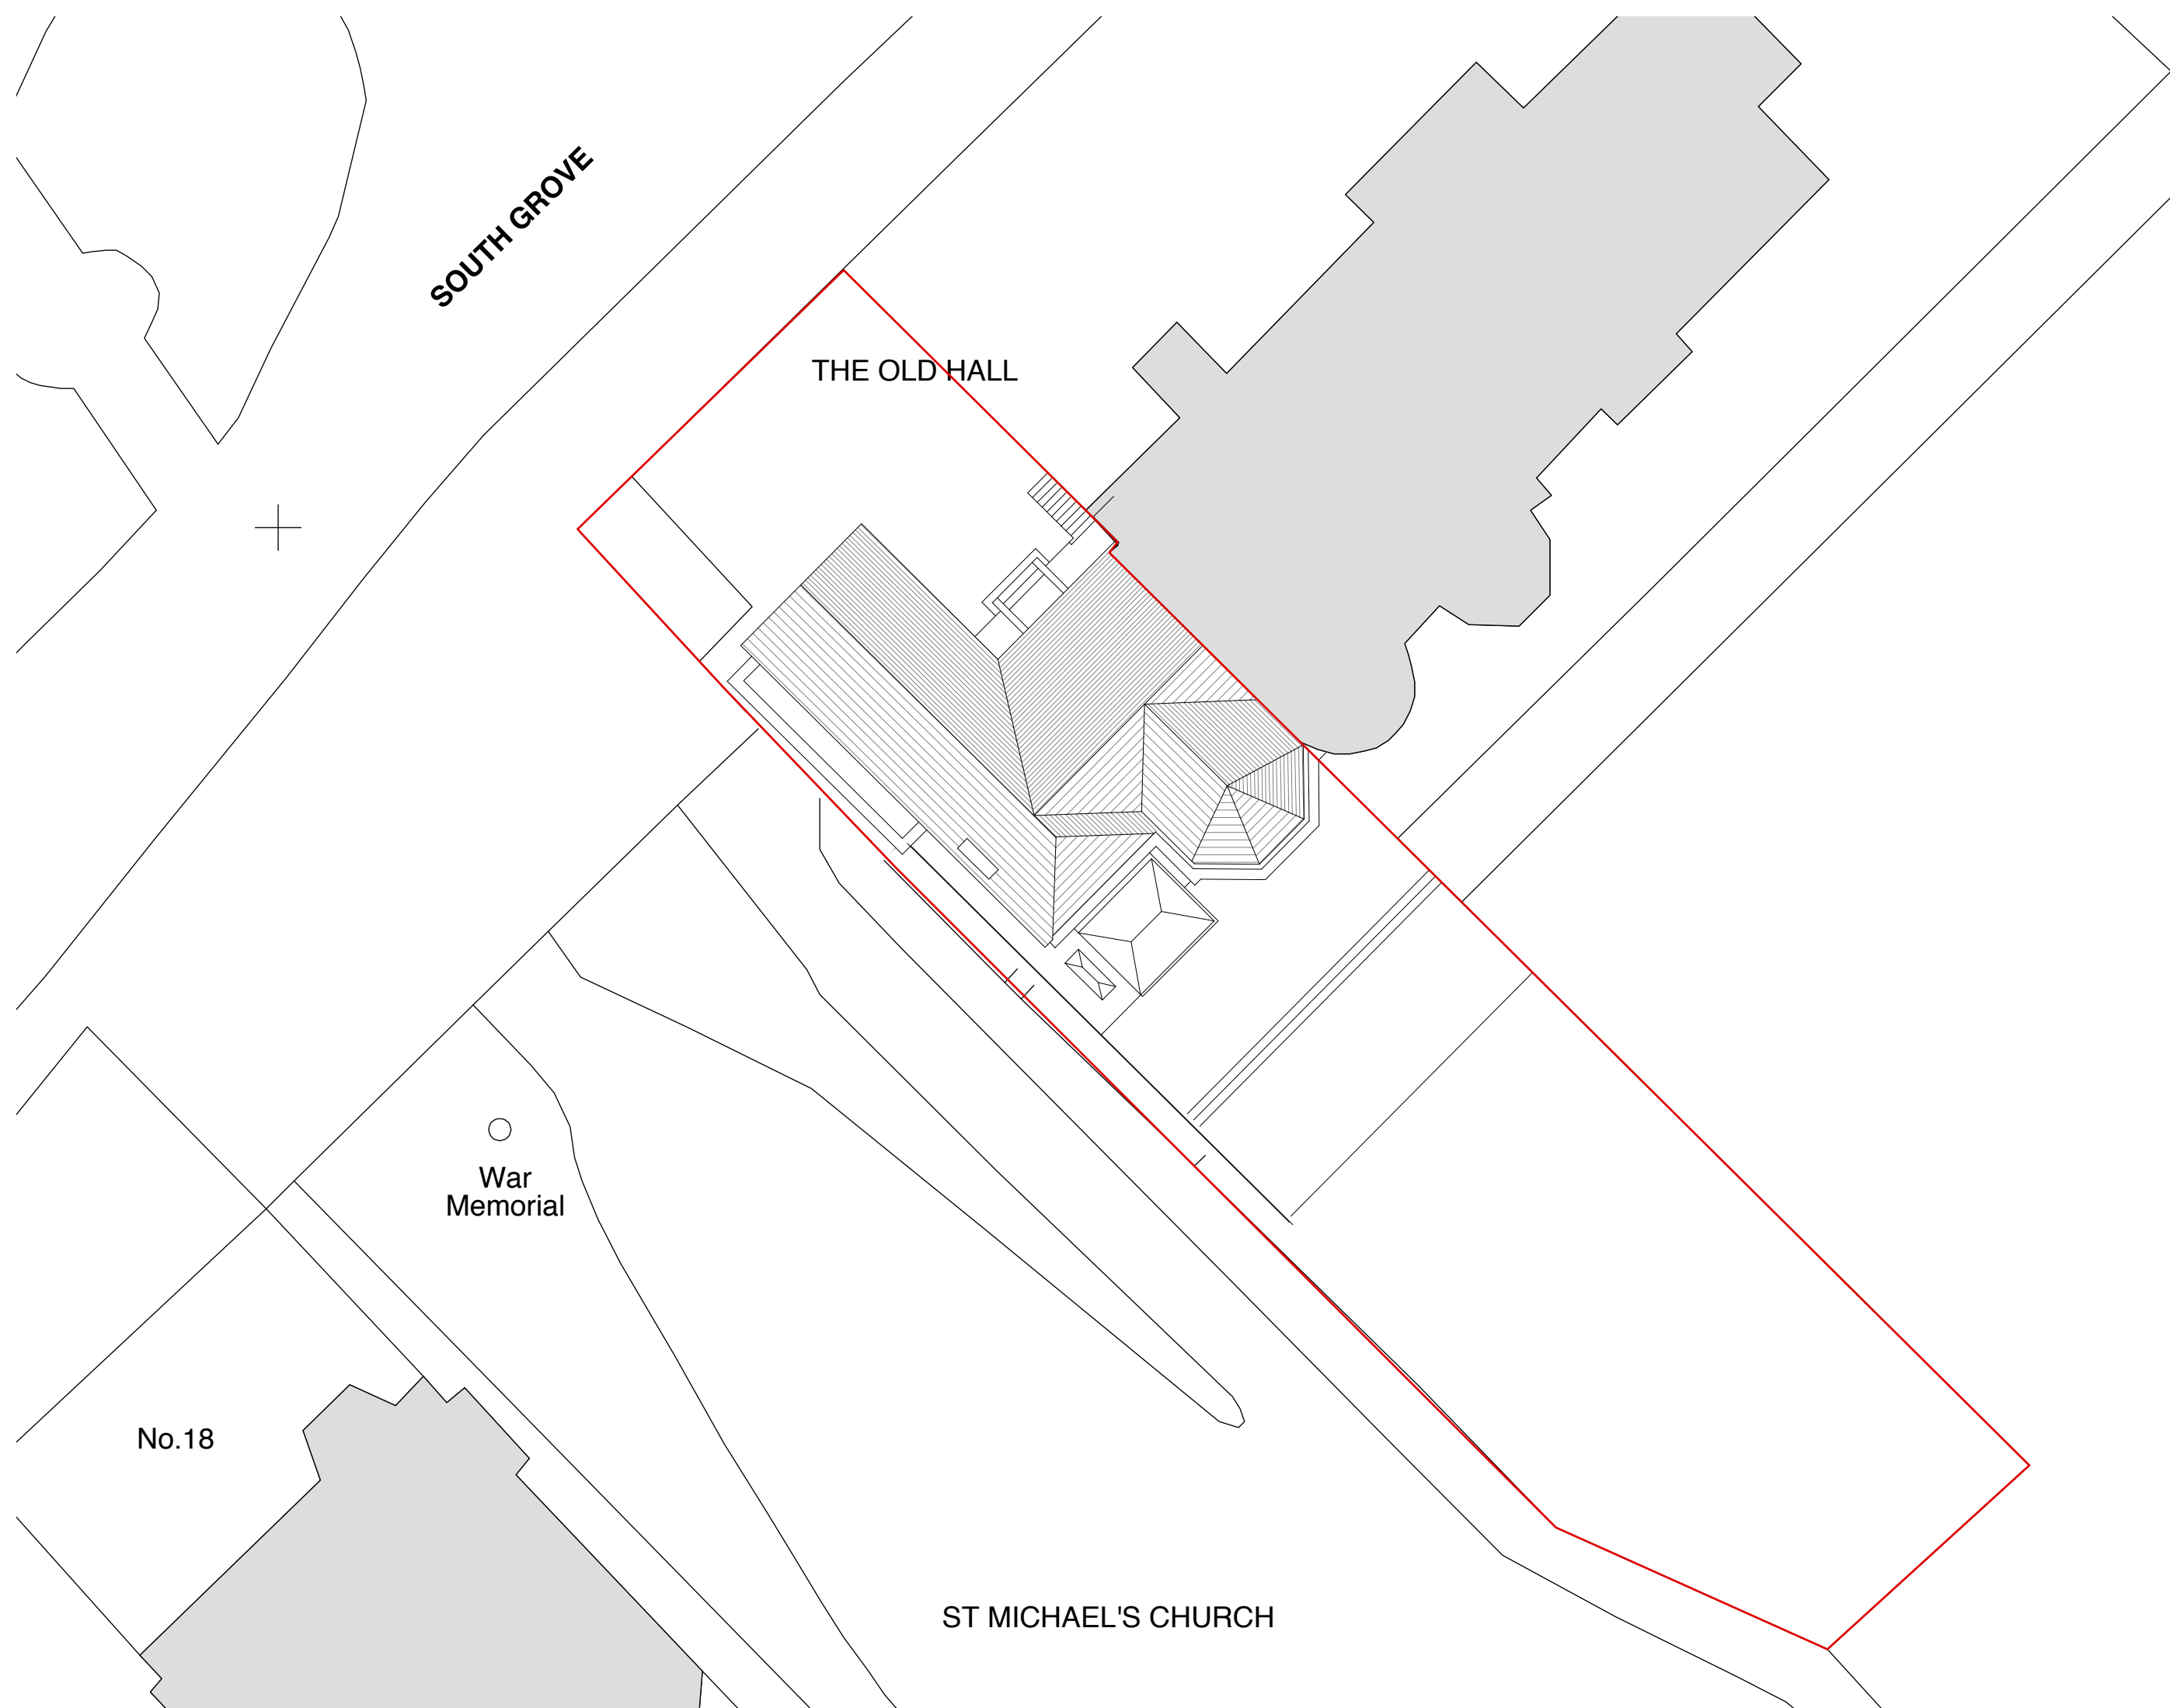 SOUTH GROVE
THE OLD HALL
War
Memorial
No.18
ST MICHAEL'S CHURCH